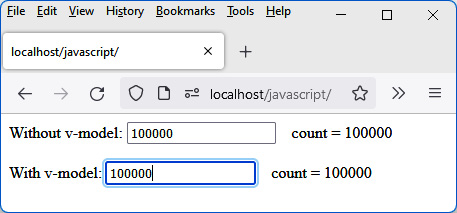 File Edit View History Bookmarks Tools Help
localhost/javascript/
localhost/javascript/
Without v-model: 100000 count = 100000
With v-model: 100000 count = 100000